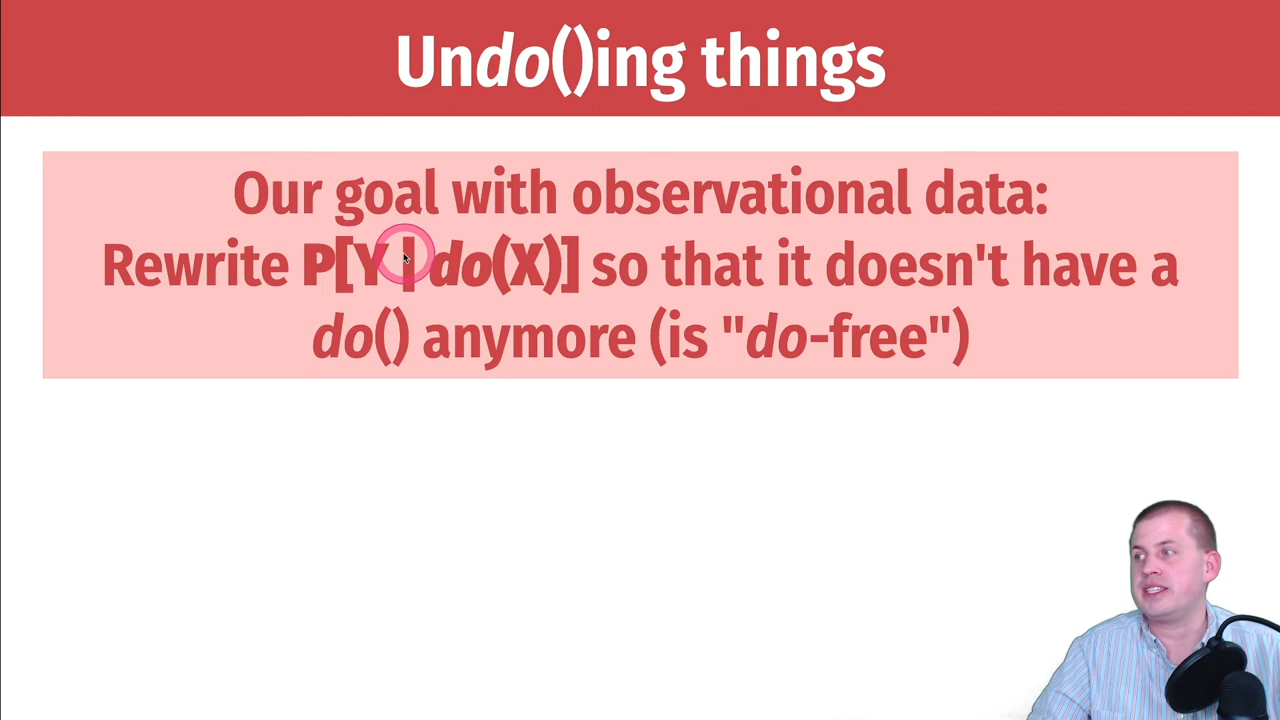 Undo()ing things
Our goal with observational data:
Rewrite P[Y | do(X)] so that it doesn't have a
do() anymore (is "do-free")